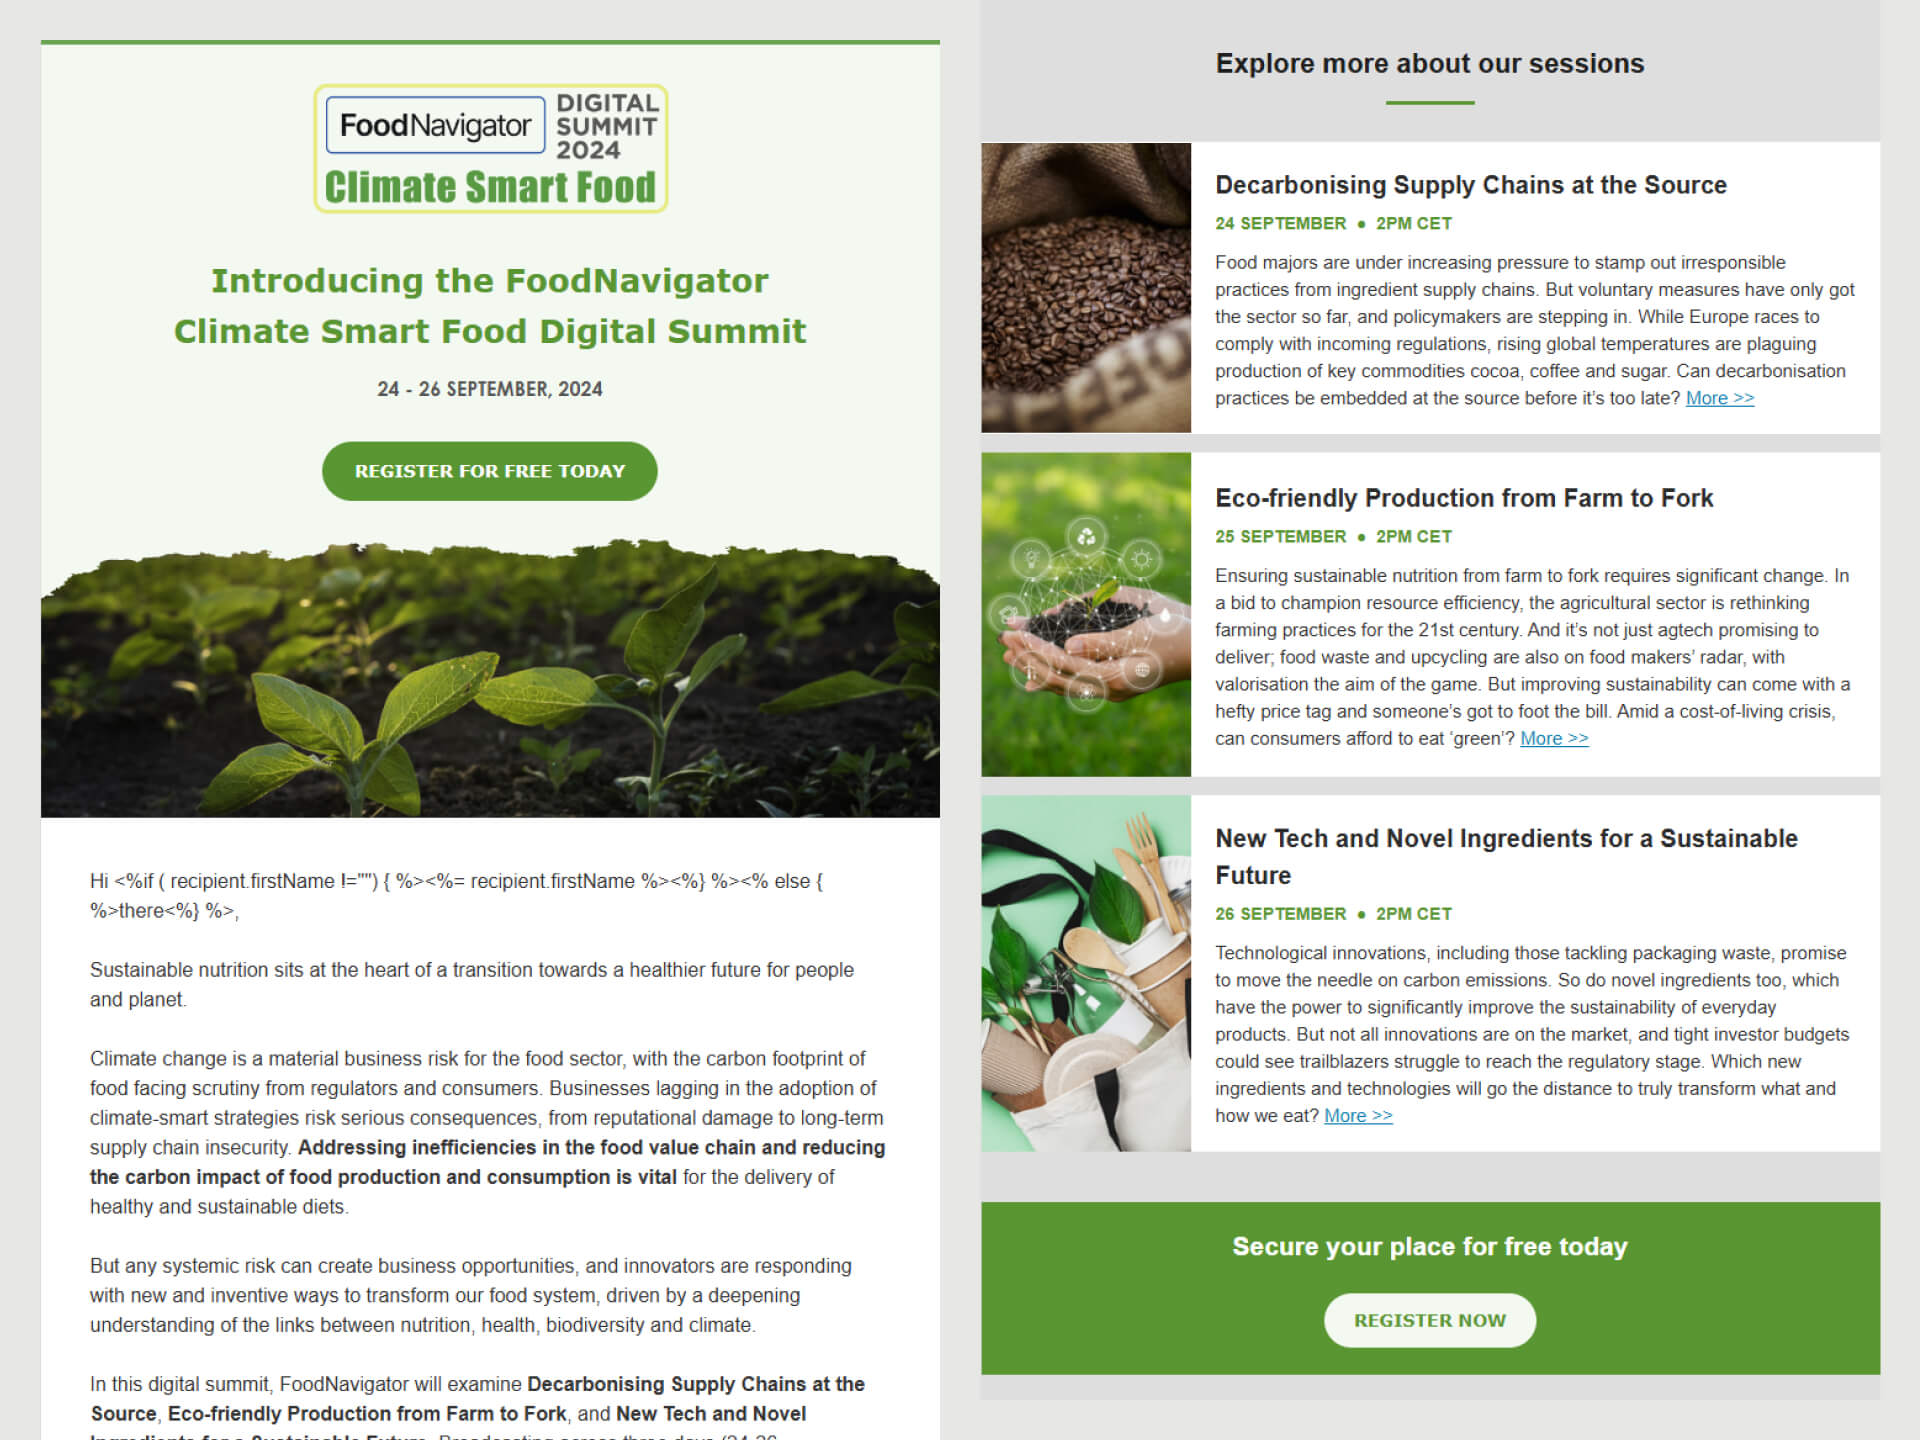 FoodNavigator
DIGITAL
SUMMIT
2024
Climate Smart Food
Introducing the FoodNavigator
Climate Smart Food Digital Summit
24 - 26 SEPTEMBER, 2024
REGISTER FOR FREE TODAY
Hi <%if ( recipient.firstName !="") { %><%= recipient.firstName %><%} %><% else {
%>there<%} %>,
Sustainable nutrition sits at the heart of a transition towards a healthier future for people
and planet.
Climate change is a material business risk for the food sector, with the carbon footprint of
food facing scrutiny from regulators and consumers. Businesses lagging in the adoption of
climate-smart strategies risk serious consequences, from reputational damage to long-term
supply chain insecurity. Addressing inefficiencies in the food value chain and reducing
the carbon impact of food production and consumption is vital for the delivery of
healthy and sustainable diets.
But any systemic risk can create business opportunities, and innovators are responding
with new and inventive ways to transform our food system, driven by a deepening
understanding of the links between nutrition, health, biodiversity and climate.
In this digital summit, FoodNavigator will examine Decarbonising Supply Chains at the
Source, Eco-friendly Production from Farm to Fork, and New Tech and Novel
Ingredients for a Sustainable Future. Broadcasting across three days (24-26
Explore more about our sessions
Decarbonising Supply Chains at the Source
24 SEPTEMBER ● 2PM CET
Food majors are under increasing pressure to stamp out irresponsible
practices from ingredient supply chains. But voluntary measures have only got
the sector so far, and policymakers are stepping in. While Europe races to
comply with incoming regulations, rising global temperatures are plaguing
production of key commodities cocoa, coffee and sugar. Can decarbonisation
practices be embedded at the source before it’s too late? More >>
Eco-friendly Production from Farm to Fork
25 SEPTEMBER ● 2PM CET
Ensuring sustainable nutrition from farm to fork requires significant change. In
a bid to champion resource efficiency, the agricultural sector is rethinking
farming practices for the 21st century. And it’s not just agtech promising to
deliver; food waste and upcycling are also on food makers’ radar, with
valorisation the aim of the game. But improving sustainability can come with a
hefty price tag and someone’s got to foot the bill. Amid a cost-of-living crisis,
can consumers afford to eat ‘green’? More >>
New Tech and Novel Ingredients for a Sustainable
Future
26 SEPTEMBER ● 2PM CET
Technological innovations, including those tackling packaging waste, promise
to move the needle on carbon emissions. So do novel ingredients too, which
have the power to significantly improve the sustainability of everyday
products. But not all innovations are on the market, and tight investor budgets
could see trailblazers struggle to reach the regulatory stage. Which new
ingredients and technologies will go the distance to truly transform what and
how we eat? More >>
Secure your place for free today
REGISTER NOW